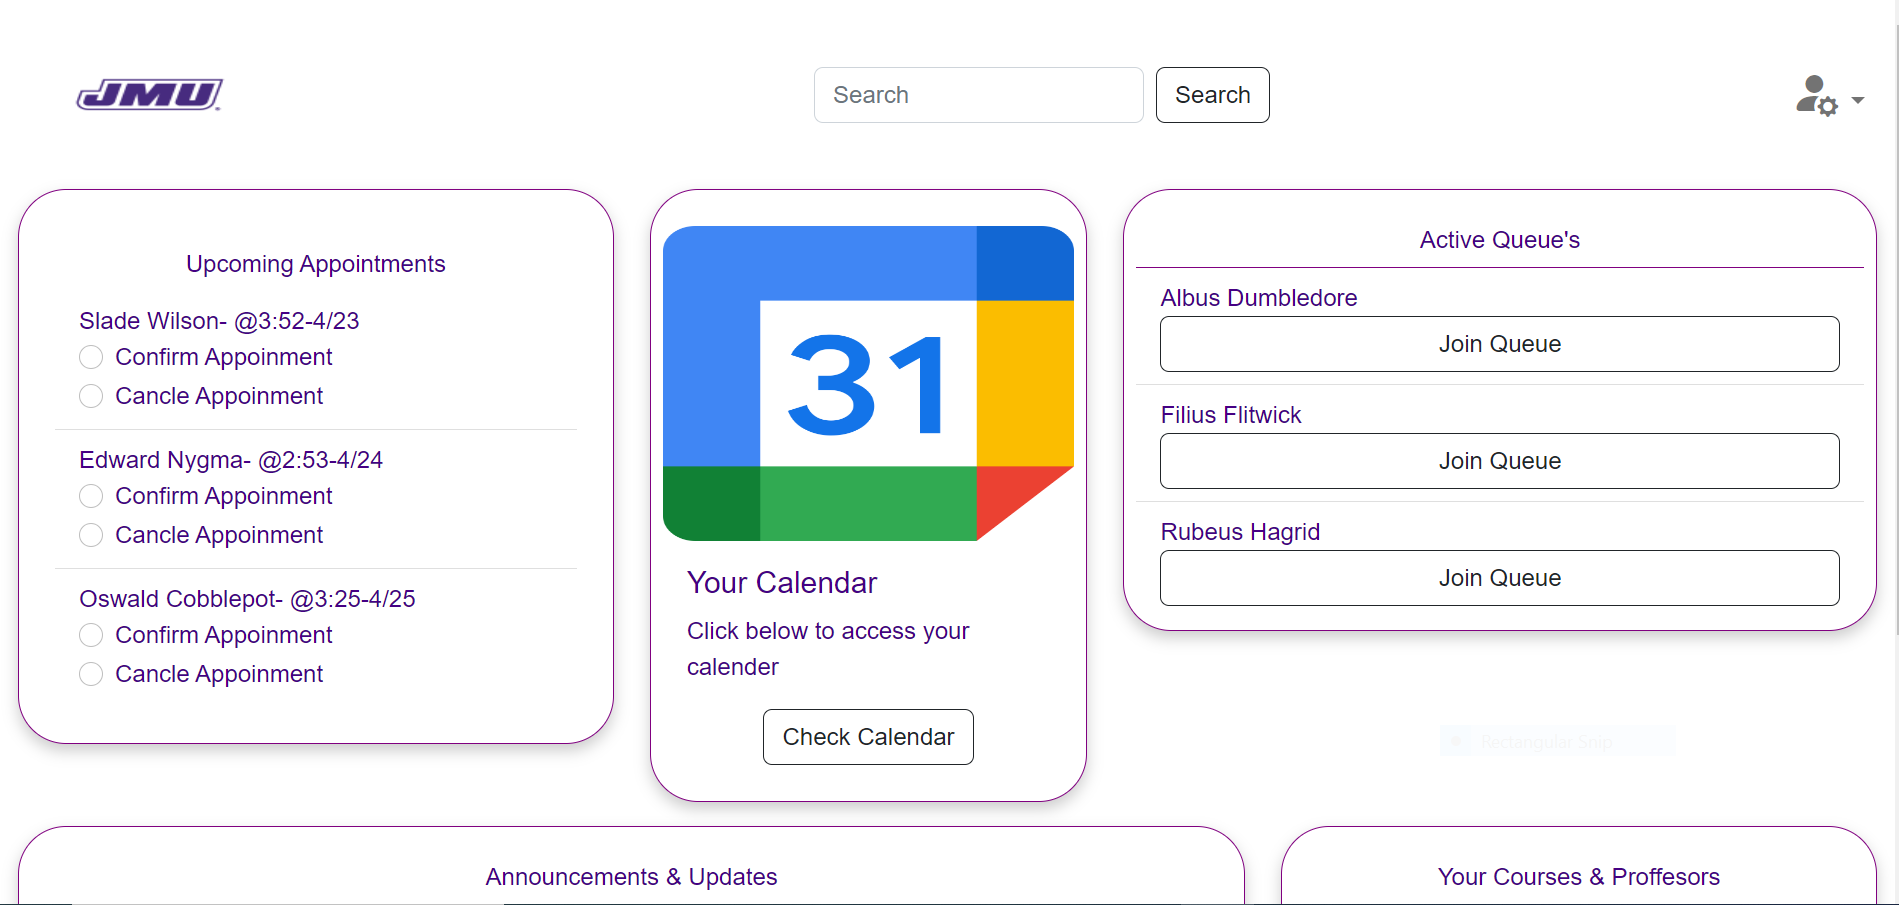 JMU
Search
Search
Upcoming Appointments
Slade Wilson- @3:52-4/23
Confirm Appoinment
Cancle Appoinment
Edward Nygma- @2:53-4/24
Confirm Appoinment
Cancle Appoinment
Oswald Cobblepot- @3:25-4/25
Confirm Appoinment
Cancle Appoinment
31
Your Calendar
Click below to access your
calender
Check Calendar
Active Queue's
Albus Dumbledore
Join Queue
Filius Flitwick
Join Queue
Rubeus Hagrid
Join Queue
Rectangular Snip
Announcements & Updates
Your Courses & Proffesors